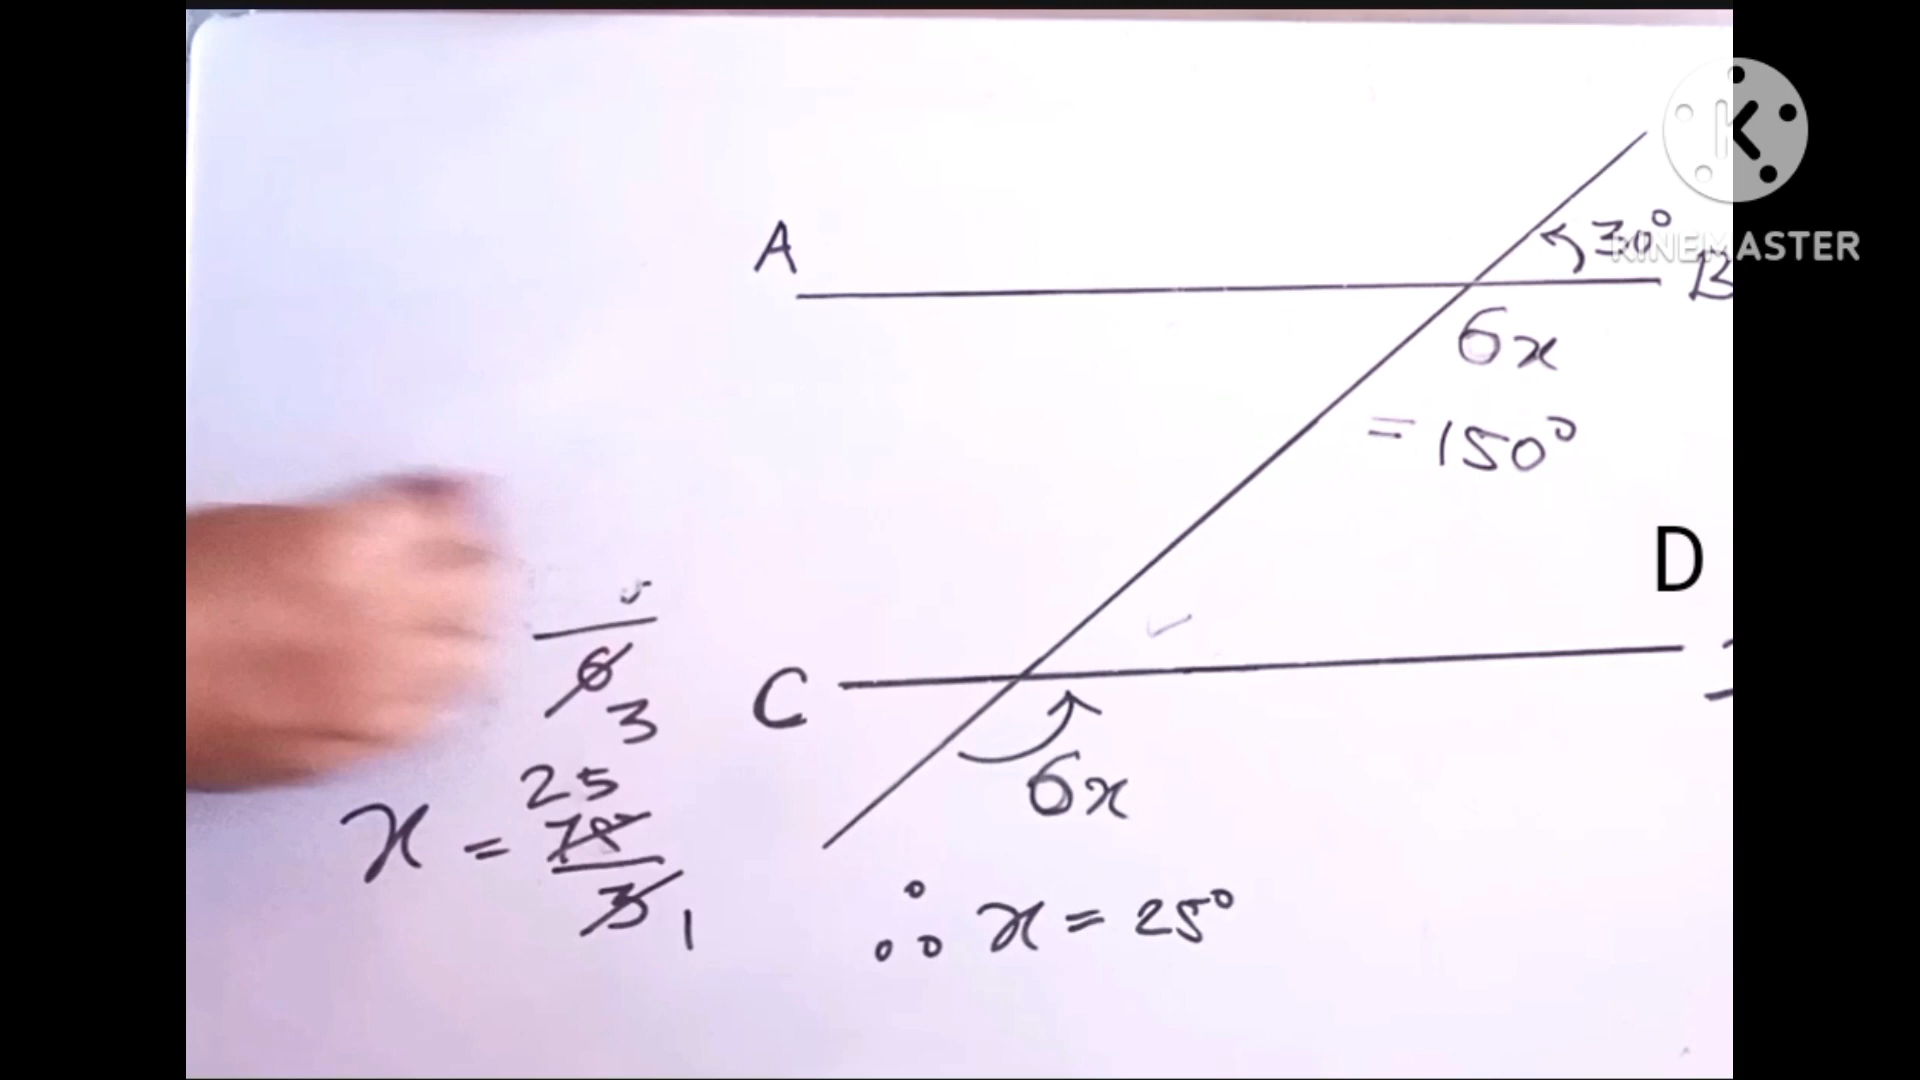 A
30°
B
6x
= 150°
D
6
3
C
25
x = 75
3 1
6x
∴ x = 25°
K
KINEMASTER